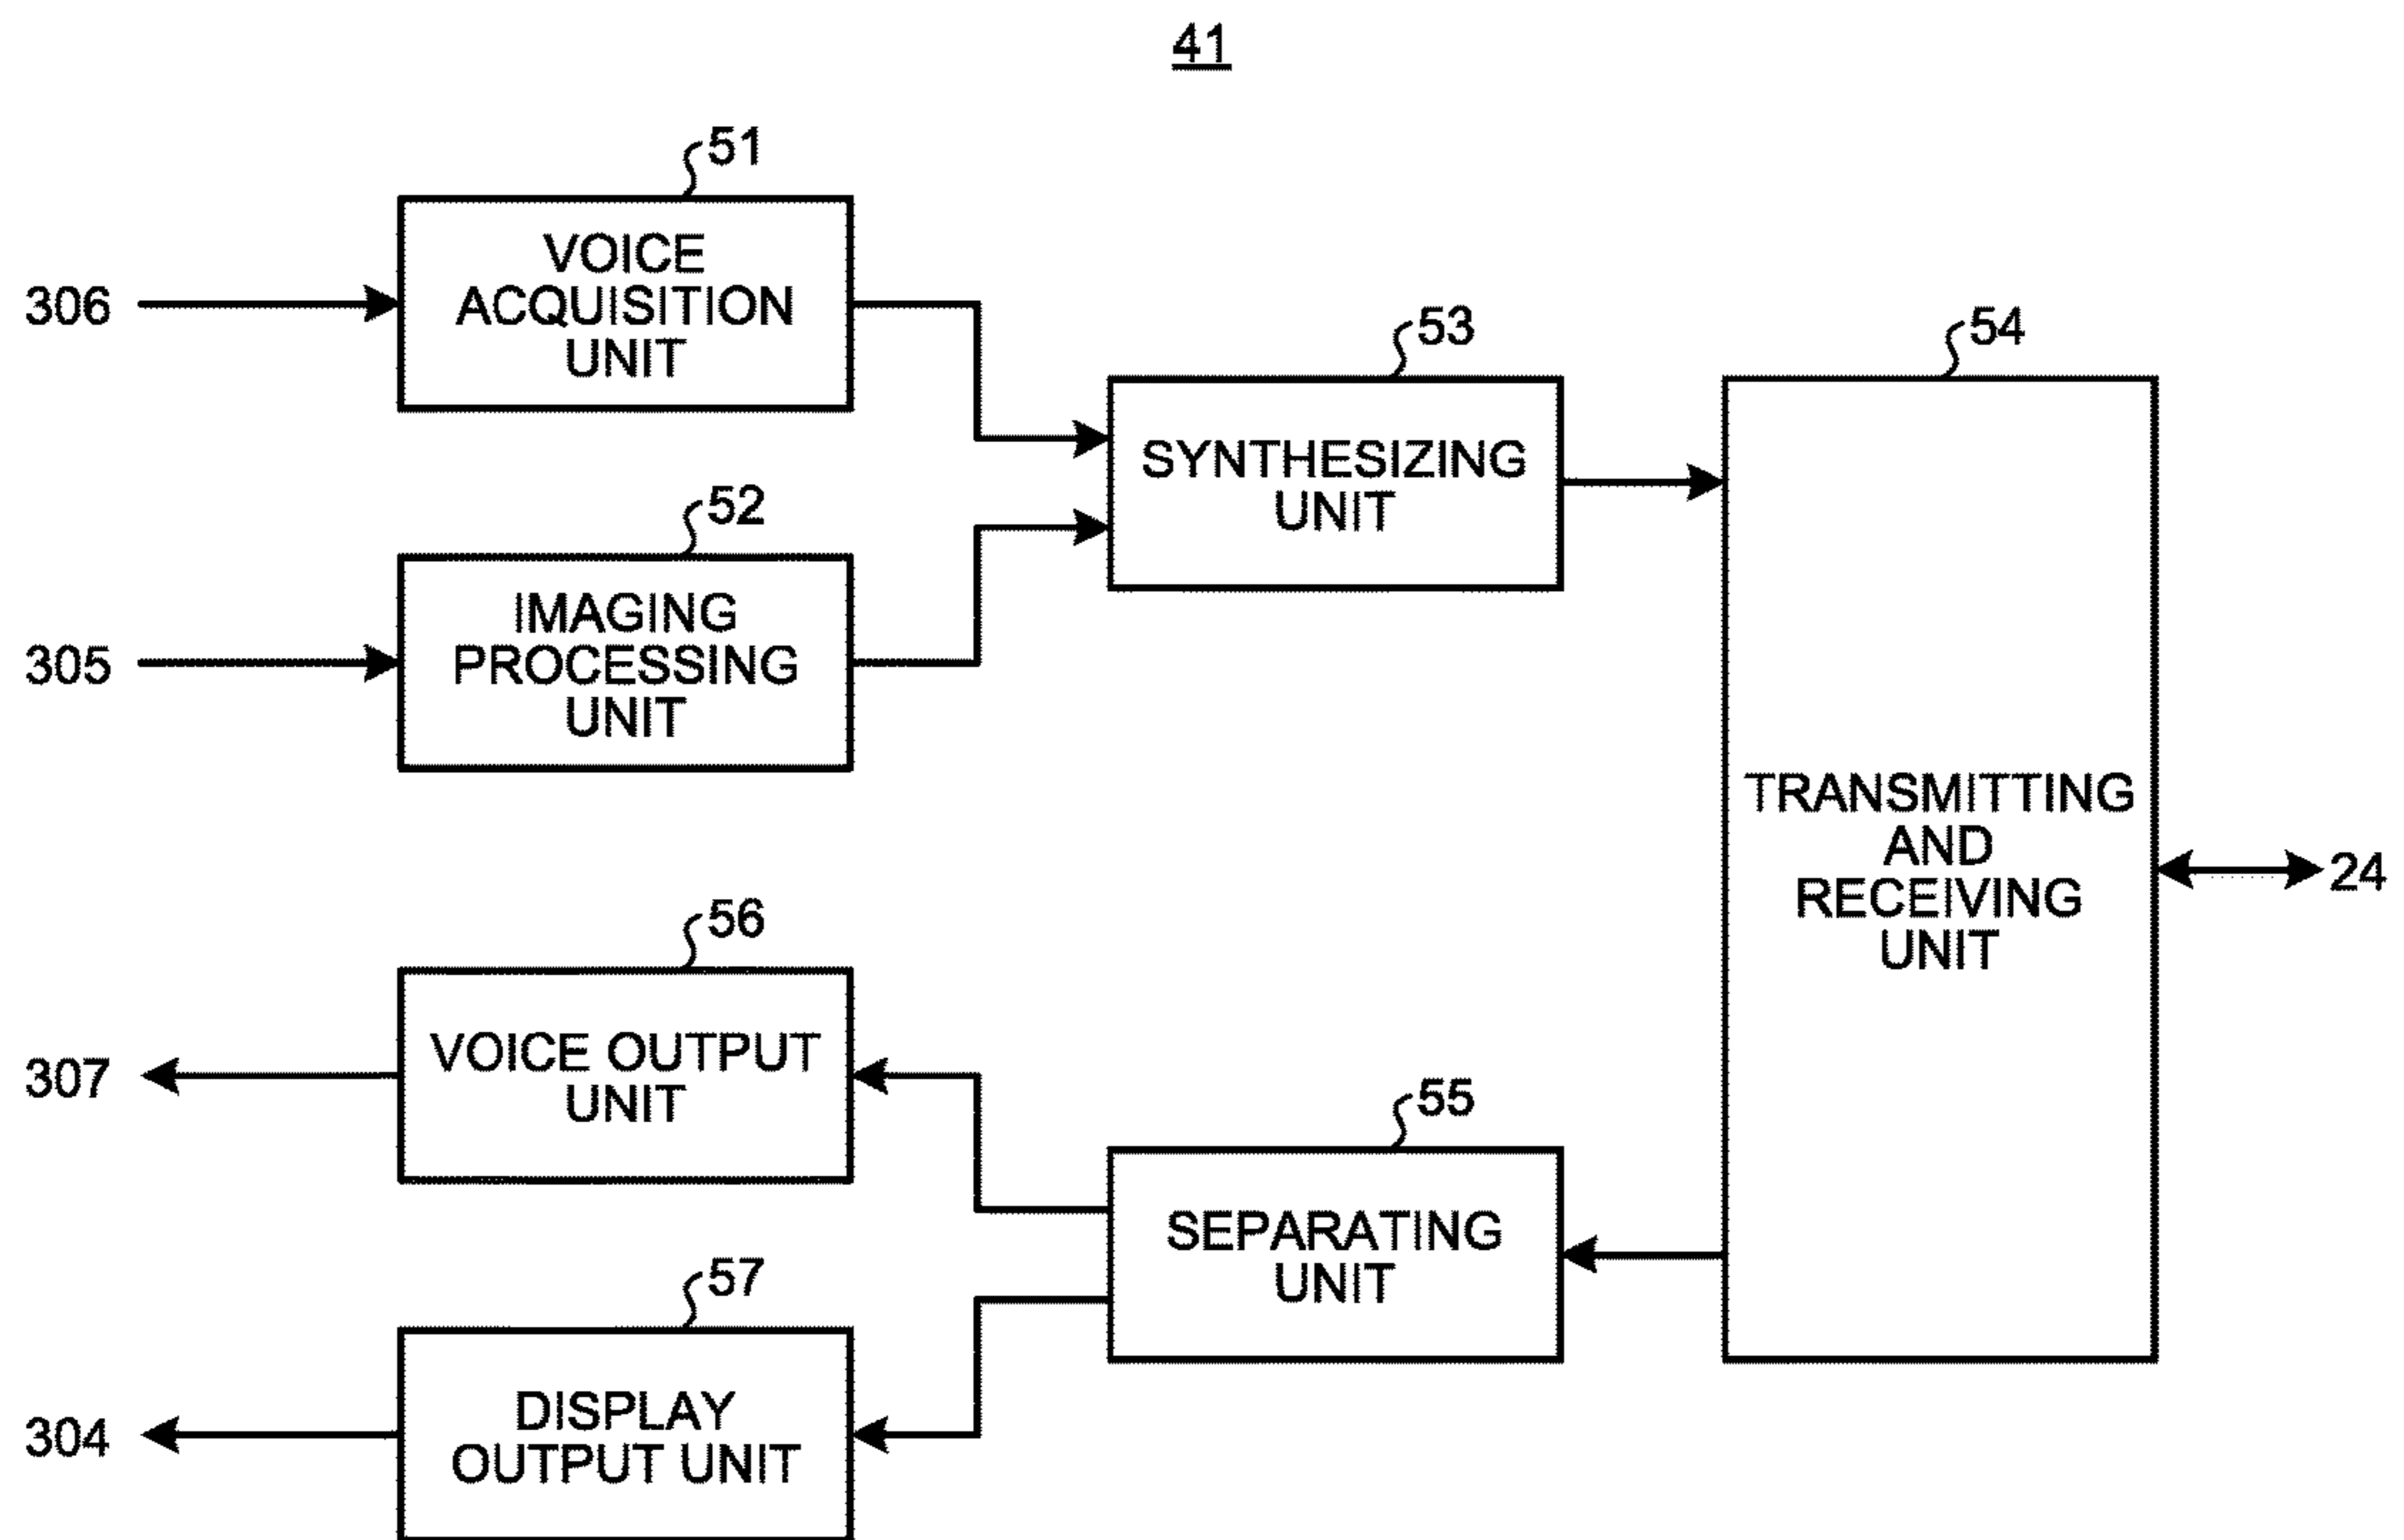 41
51
VOICE
ACQUISITION
UNIT
306
52
IMAGING
PROCESSING
UNIT
305
53
SYNTHESIZING
UNIT
54
TRANSMITTING
AND
RECEIVING
UNIT
24
56
VOICE OUTPUT
UNIT
307
55
SEPARATING
UNIT
57
DISPLAY
OUTPUT UNIT
304